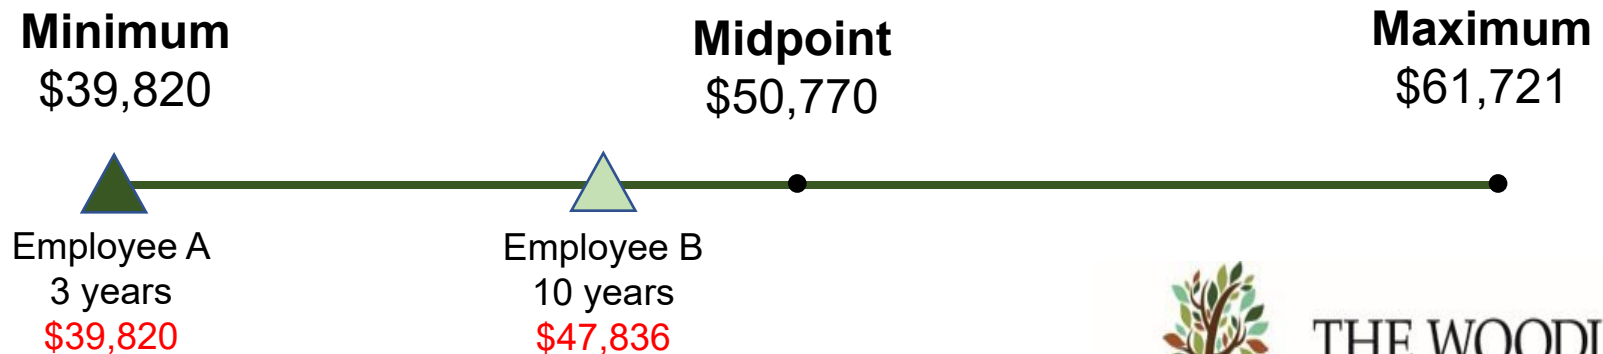 Minimum
$39,820
Midpoint
$50,770
Maximum
$61,721
Employee A
3 years
$39,820
Employee B
10 years
$47,836
THE